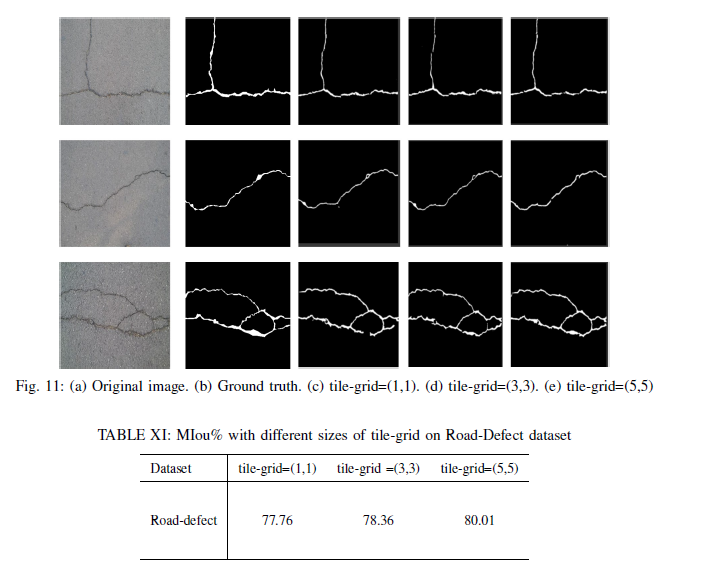 Fig. 11: (a) Original image. (b) Ground truth. (c) tile-grid=(1,1). (d) tile-grid=(3,3). (e) tile-grid=(5,5)
TABLE XI: MIou% with different sizes of tile-grid on Road-Defect dataset
Dataset tile-grid=(1,1) tile-grid =(3,3) tile-grid=(5,5)
Road-defect 77.76 78.36 80.01